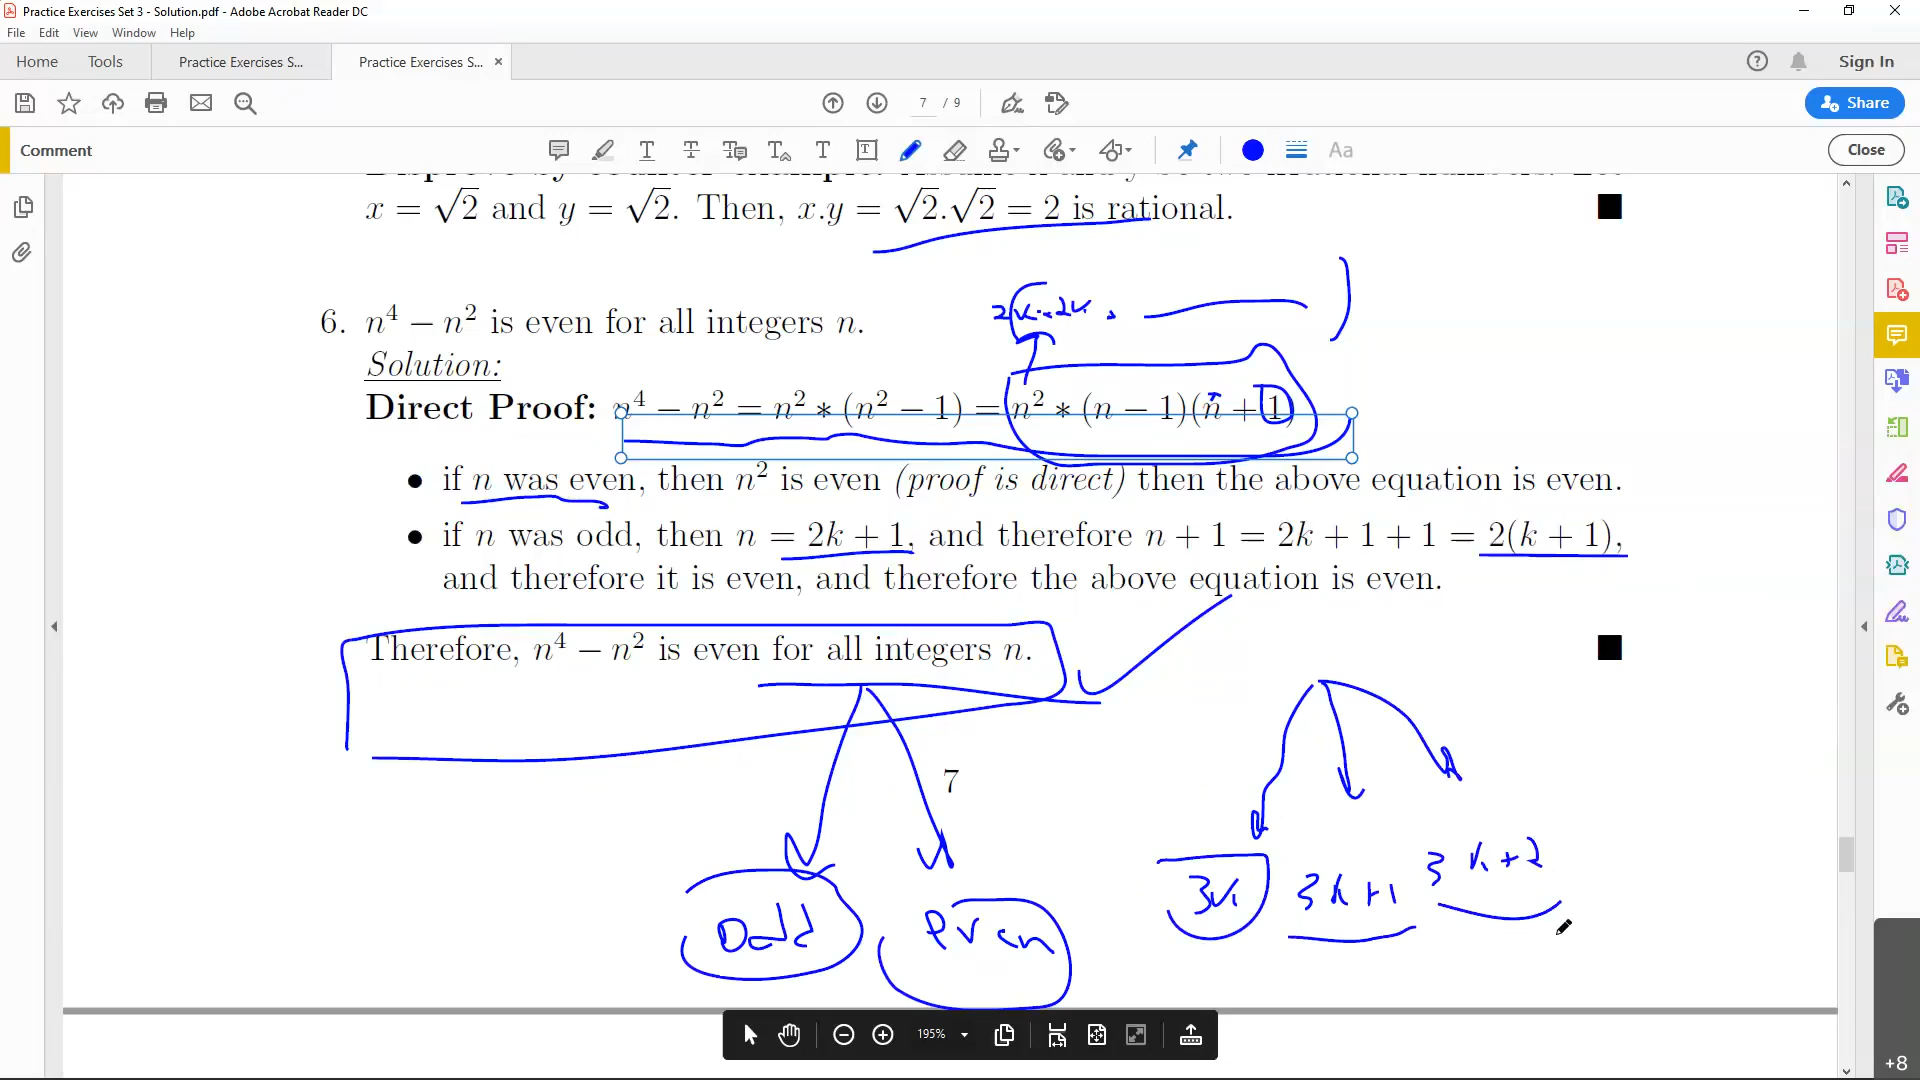 Practice Exercises Set 3 - Solution.pdf - Adobe Acrobat Reader DC
File Edit View Window Help
Home Tools Practice Exercises S... Practice Exercises S... ×
7 / 9
Share
Sign In
Comment
Aa
Close
x = √2 and y = √2. Then, x.y = √2.√2 = 2 is rational. ■
6. n⁴ − n² is even for all integers n.
Solution:
Direct Proof: n⁴ − n² = n² ∗ (n² − 1) = n² ∗ (n − 1)(n + 1)
• if n was even, then n² is even (proof is direct) then the above equation is even.
• if n was odd, then n = 2k + 1, and therefore n + 1 = 2k + 1 + 1 = 2(k + 1),
and therefore it is even, and therefore the above equation is even.
Therefore, n⁴ − n² is even for all integers n. ■
7
3k 3k+1 3k+2
195%
+8